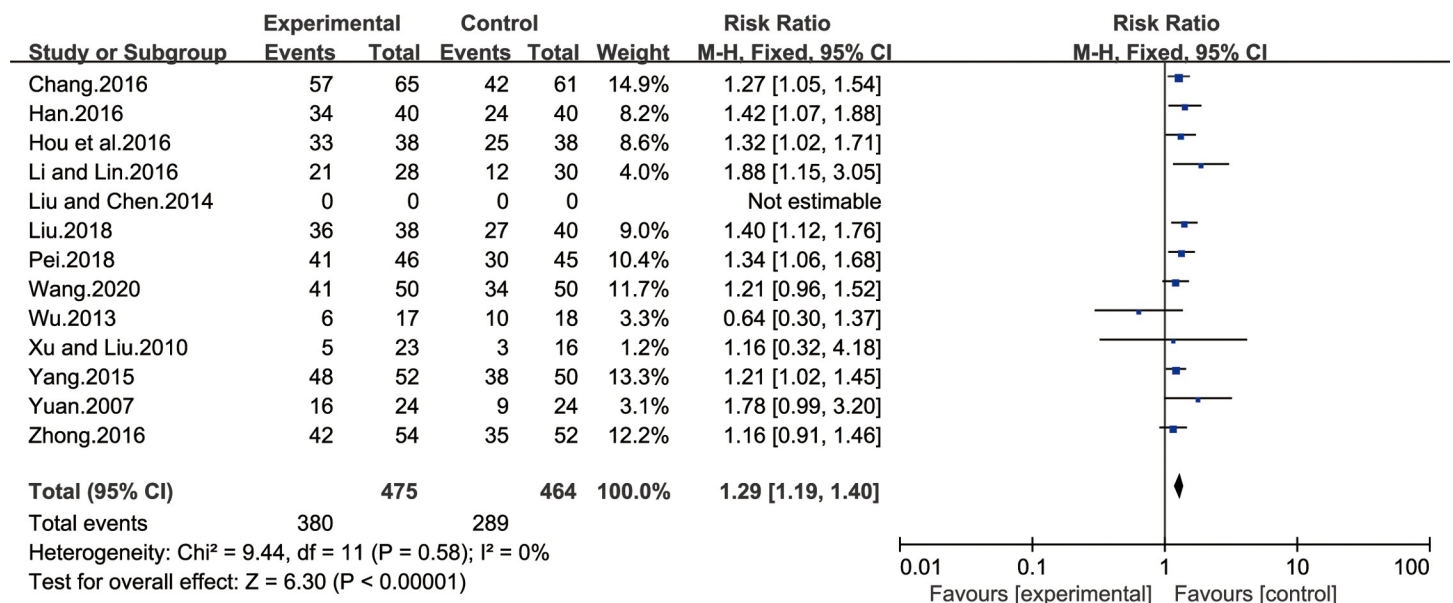 Experimental Control Risk Ratio Risk Ratio
Study or Subgroup Events Total Events Total Weight M-H, Fixed, 95% CI M-H, Fixed, 95% CI
Chang.2016 57 65 42 61 14.9% 1.27 [1.05, 1.54]
Han.2016 34 40 24 40 8.2% 1.42 [1.07, 1.88]
Hou et al.2016 33 38 25 38 8.6% 1.32 [1.02, 1.71]
Li and Lin.2016 21 28 12 30 4.0% 1.88 [1.15, 3.05]
Liu and Chen.2014 0 0 0 0 Not estimable
Liu.2018 36 38 27 40 9.0% 1.40 [1.12, 1.76]
Pei.2018 41 46 30 45 10.4% 1.34 [1.06, 1.68]
Wang.2020 41 50 34 50 11.7% 1.21 [0.96, 1.52]
Wu.2013 6 17 10 18 3.3% 0.64 [0.30, 1.37]
Xu and Liu.2010 5 23 3 16 1.2% 1.16 [0.32, 4.18]
Yang.2015 48 52 38 50 13.3% 1.21 [1.02, 1.45]
Yuan.2007 16 24 9 24 3.1% 1.78 [0.99, 3.20]
Zhong.2016 42 54 35 52 12.2% 1.16 [0.91, 1.46]
Total (95% CI) 475 464 100.0% 1.29 [1.19, 1.40]
Total events 380 289
Heterogeneity: Chi² = 9.44, df = 11 (P = 0.58); I² = 0%
Test for overall effect: Z = 6.30 (P < 0.00001)
0.01 0.1 1 10 100
Favours [experimental] Favours [control]